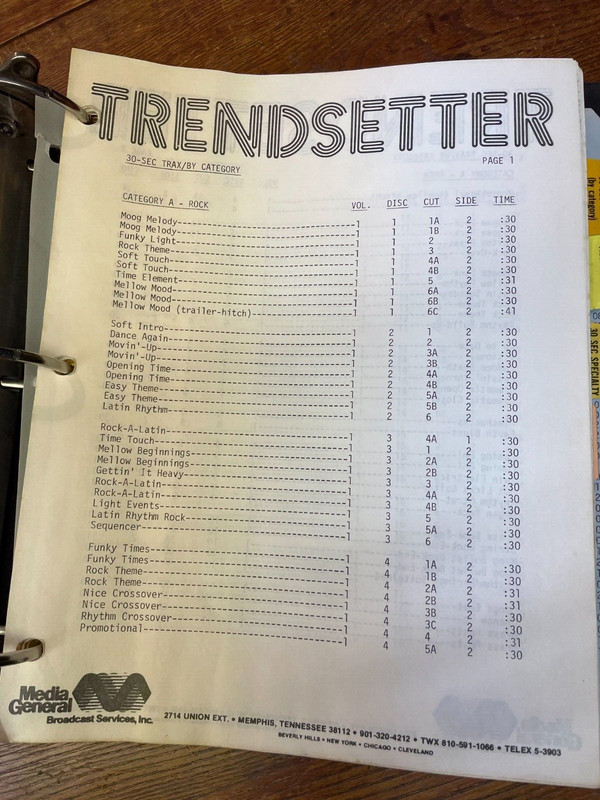 TRENDSETTER
30-SEC TRAX/BY CATEGORY PAGE 1
CATEGORY A - ROCK VOL. DISC CUT SIDE TIME
Moog Melody------------------------------1 1 1A 2 :30
Moog Melody------------------------------1 1 1B 2 :30
Funky Light------------------------------1 1 2 2 :30
Rock Theme-------------------------------1 1 3 2 :30
Soft Touch-------------------------------1 1 4A 2 :30
Soft Touch-------------------------------1 1 4B 2 :30
Time Element-----------------------------1 1 5 2 :31
Mellow Mood------------------------------1 1 6A 2 :30
Mellow Mood------------------------------1 1 6B 2 :30
Mellow Mood (trailer-hitch)--------------1 1 6C 2 :41
Soft Intro-------------------------------1 2 1 2 :30
Dance Again------------------------------1 2 2 2 :30
Movin'-Up--------------------------------1 2 3A 2 :30
Movin'-Up--------------------------------1 2 3B 2 :30
Opening Time-----------------------------1 2 4A 2 :30
Opening Time-----------------------------1 2 4B 2 :30
Easy Theme-------------------------------1 2 5A 2 :30
Easy Theme-------------------------------1 2 5B 2 :30
Latin Rhythm-----------------------------1 2 6 2 :30
Rock-A-Latin-----------------------------1 3 4A 1 :30
Time Touch-------------------------------1 3 1 2 :30
Mellow Beginnings------------------------1 3 2A 2 :30
Mellow Beginnings------------------------1 3 2B 2 :30
Gettin' It Heavy-------------------------1 3 3 2 :30
Rock-A-Latin-----------------------------1 3 4A 2 :30
Rock-A-Latin-----------------------------1 3 4B 2 :30
Light Events-----------------------------1 3 5 2 :30
Latin Rhythm Rock------------------------1 3 5A 2 :30
Sequencer--------------------------------1 3 6 2 :30
Funky Times------------------------------1 4 1A 2 :30
Funky Times------------------------------1 4 1B 2 :30
Rock Theme-------------------------------1 4 2A 2 :31
Rock Theme-------------------------------1 4 2B 2 :31
Nice Crossover---------------------------1 4 3B 2 :30
Nice Crossover---------------------------1 4 3C 2 :30
Rhythm Crossover-------------------------1 4 4 2 :31
Promotional------------------------------1 4 5A 2 :30
Media
General
Broadcast Services, Inc.
2714 UNION EXT. • MEMPHIS, TENNESSEE 38112 • 901-320-4212 • TWX 810-591-1066 • TELEX 5-3903
BEVERLY HILLS • NEW YORK • CHICAGO • CLEVELAND
(by category)
30 SEC SPECIALTY